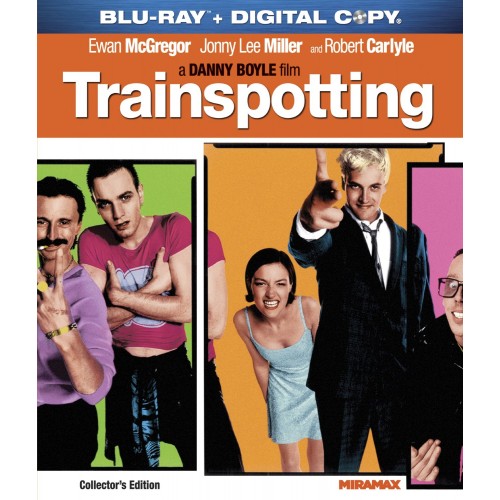 BLU-RAY + DIGITAL COPY®
Ewan McGregor Jonny Lee Miller and Robert Carlyle
a DANNY BOYLE film
Trainspotting
Collector's Edition
MIRAMAX